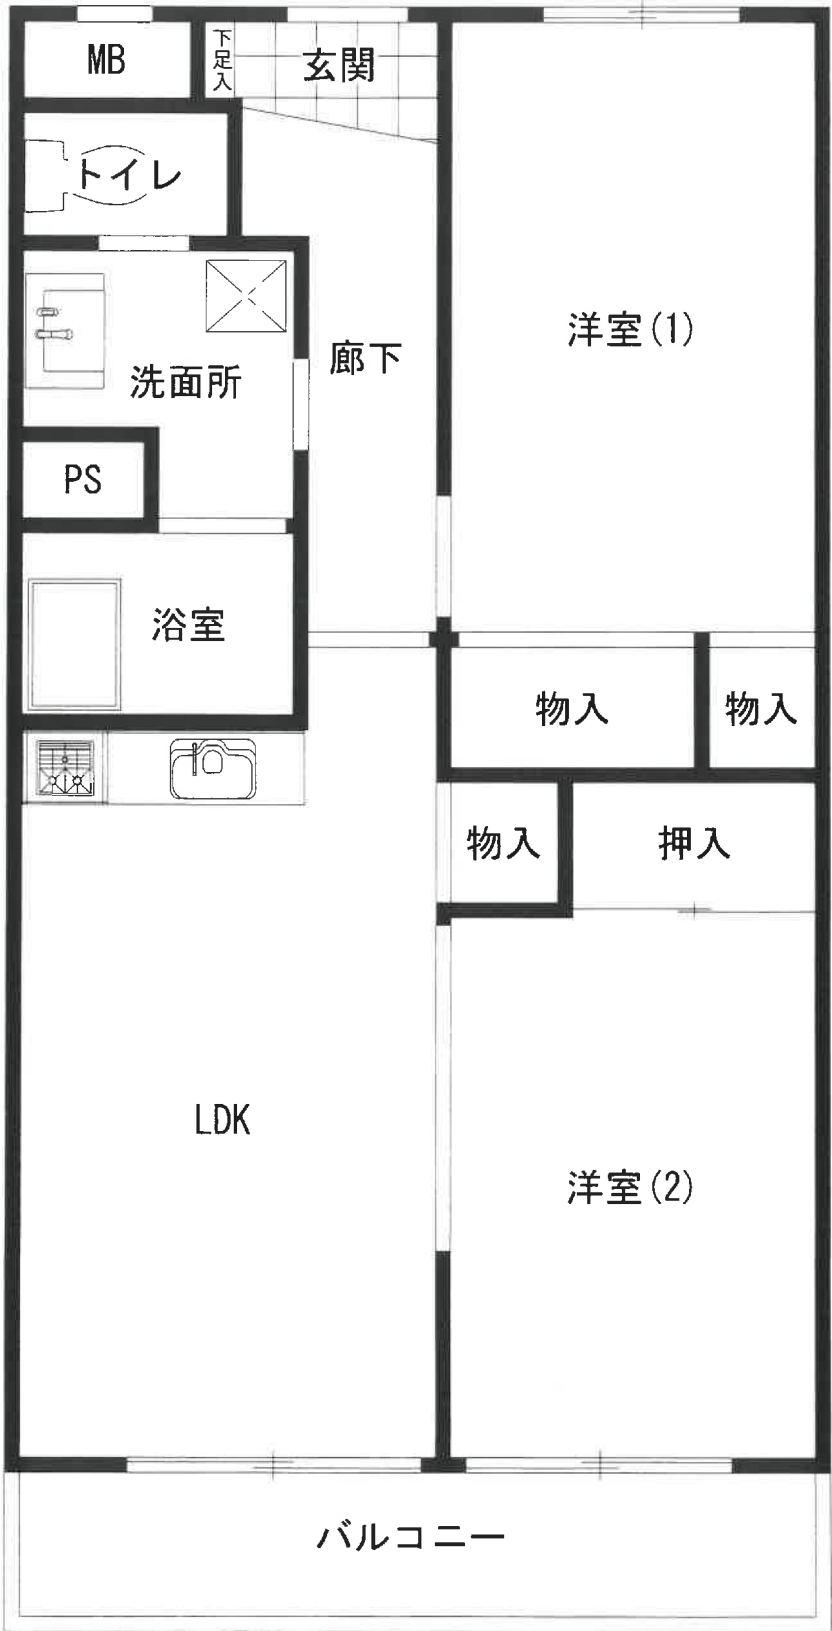 MB
下足入
玄関
トイレ
洋室(1)
廊下
洗面所
PS
浴室
物入
物入
物入
押入
LDK
洋室(2)
バルコニー